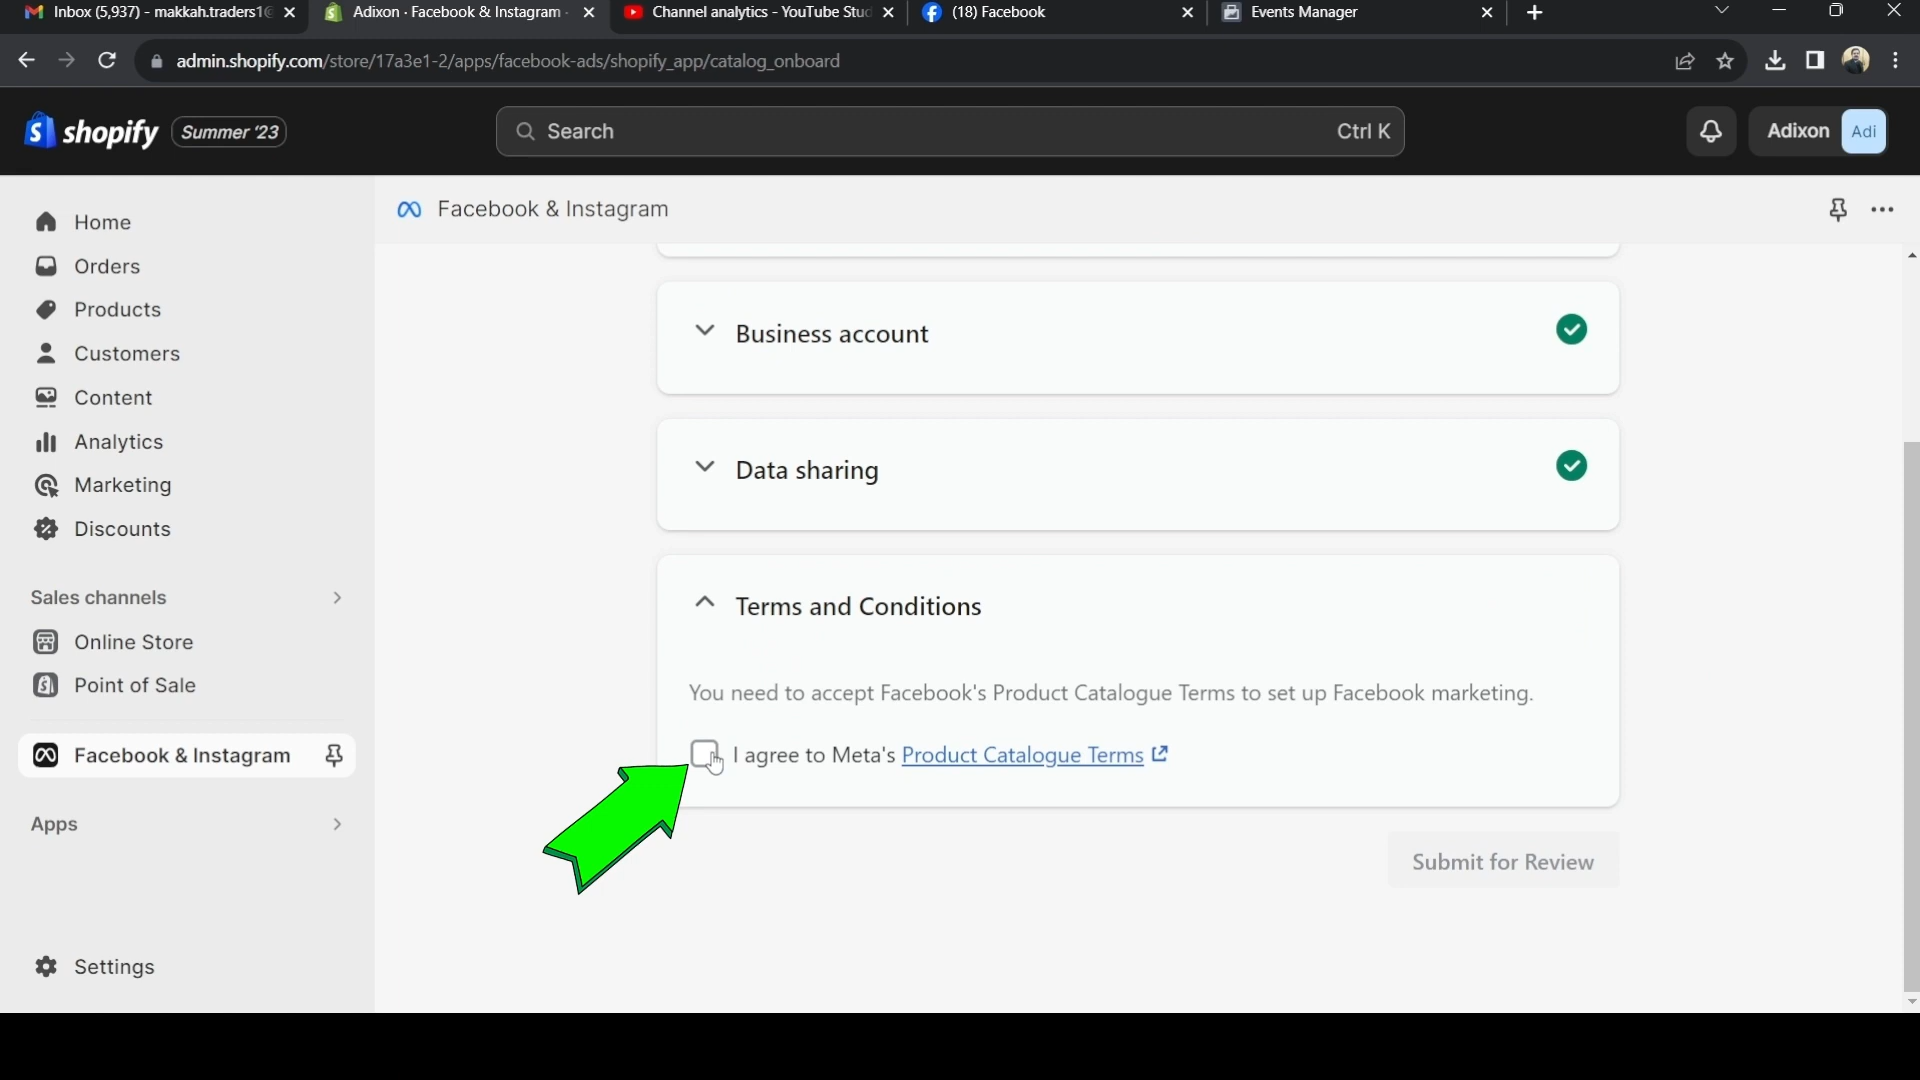 Inbox (5,937) - makkah.traders1@
Adixon · Facebook & Instagram ·
Channel analytics - YouTube Stud
(18) Facebook
Events Manager
admin.shopify.com/store/17a3e1-2/apps/facebook-ads/shopify_app/catalog_onboard
shopify
Summer '23
Search
Ctrl K
Adixon
Adi
Home
Orders
Products
Customers
Content
Analytics
Marketing
Discounts
Sales channels
Online Store
Point of Sale
Facebook & Instagram
Apps
Settings
Facebook & Instagram
Business account
Data sharing
Terms and Conditions
You need to accept Facebook's Product Catalogue Terms to set up Facebook marketing.
I agree to Meta's Product Catalogue Terms
Submit for Review